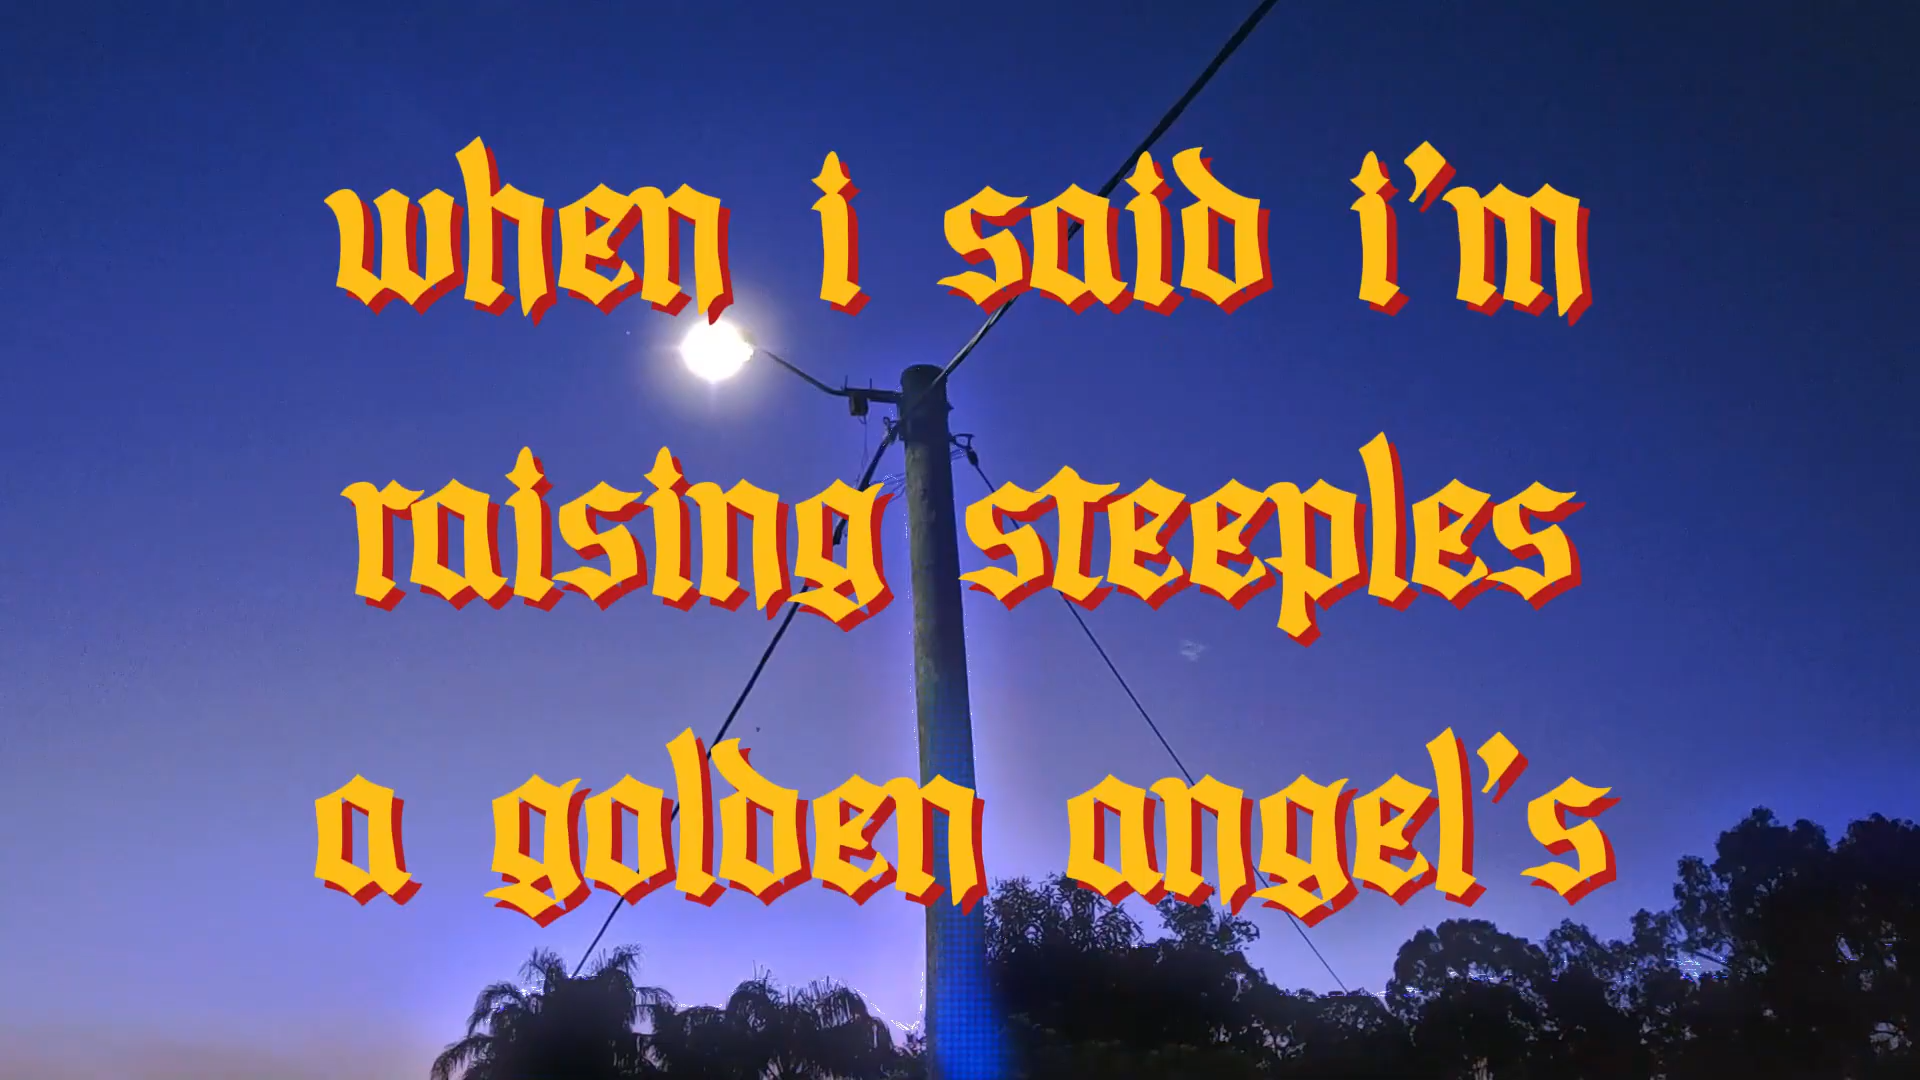 when i said i'm
raising steeples
a golden angel's